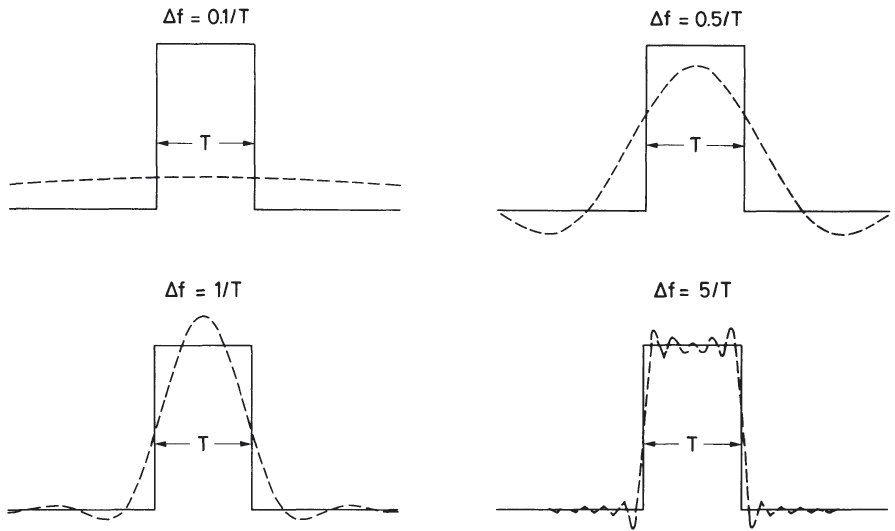 Δf = 0.1/T
T
Δf = 0.5/T
T
Δf = 1/T
T
Δf = 5/T
T